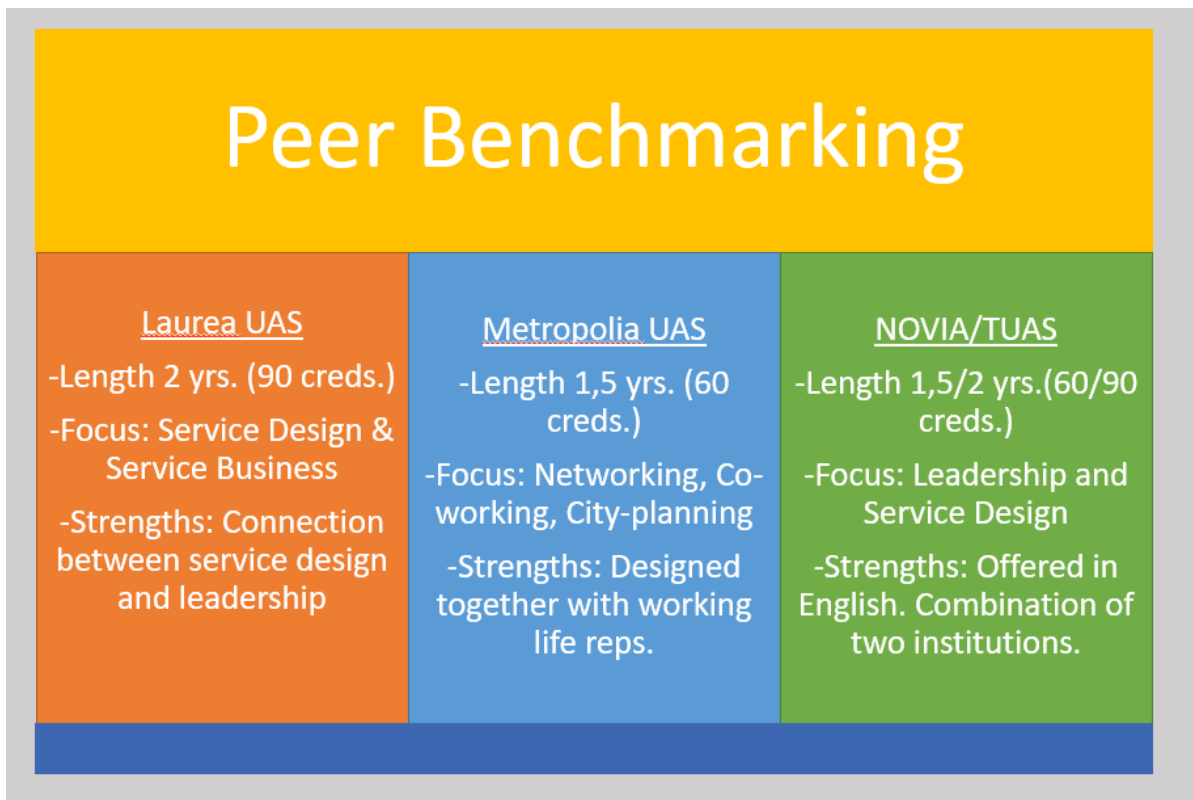 Peer Benchmarking
Laurea UAS
-Length 2 yrs. (90 creds.)
-Focus: Service Design &
Service Business
-Strengths: Connection
between service design
and leadership
Metropolia UAS
-Length 1,5 yrs. (60
creds.)
-Focus: Networking, Co-
working, City-planning
-Strengths: Designed
together with working
life reps.
NOVIA/TUAS
-Length 1,5/2 yrs.(60/90
creds.)
-Focus: Leadership and
Service Design
-Strengths: Offered in
English. Combination of
two institutions.